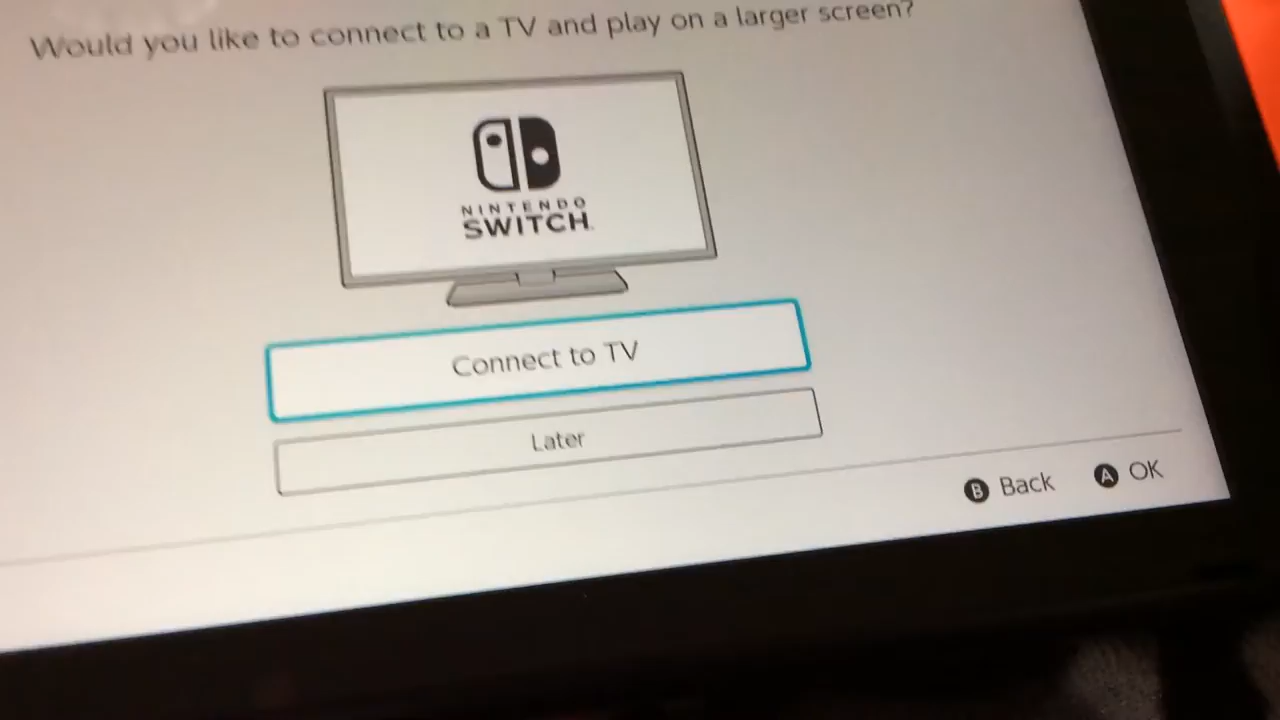 Would you like to connect to a TV and play on a larger screen?
NINTENDO
SWITCH
Connect to TV
Later
B Back A OK